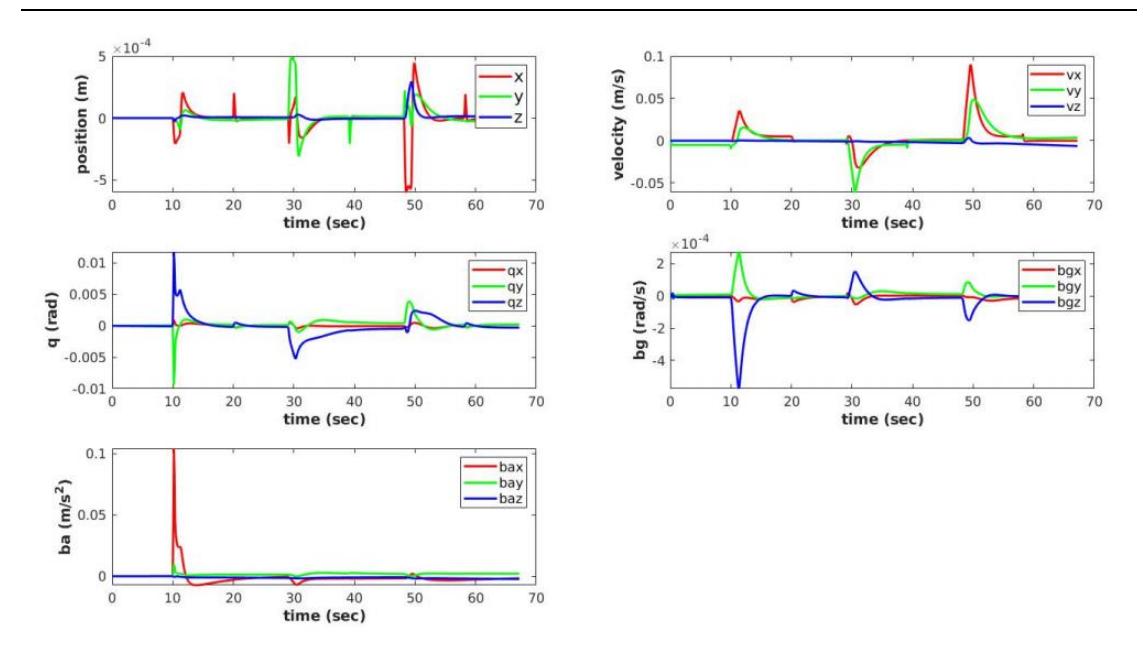 ×10-4
5
0
-5
position (m)
x
y
z
0 10 20 30 40 50 60 70
time (sec)
0.1
0.05
0
-0.05
velocity (m/s)
vx
vy
vz
0 10 20 30 40 50 60 70
time (sec)
0.01
0.005
0
-0.005
-0.01
q (rad)
qx
qy
qz
0 10 20 30 40 50 60 70
time (sec)
×10-4
2
0
-2
-4
bg (rad/s)
bgx
bgy
bgz
0 10 20 30 40 50 60 70
time (sec)
0.1
0.05
0
ba (m/s2)
bax
bay
baz
0 10 20 30 40 50 60 70
time (sec)